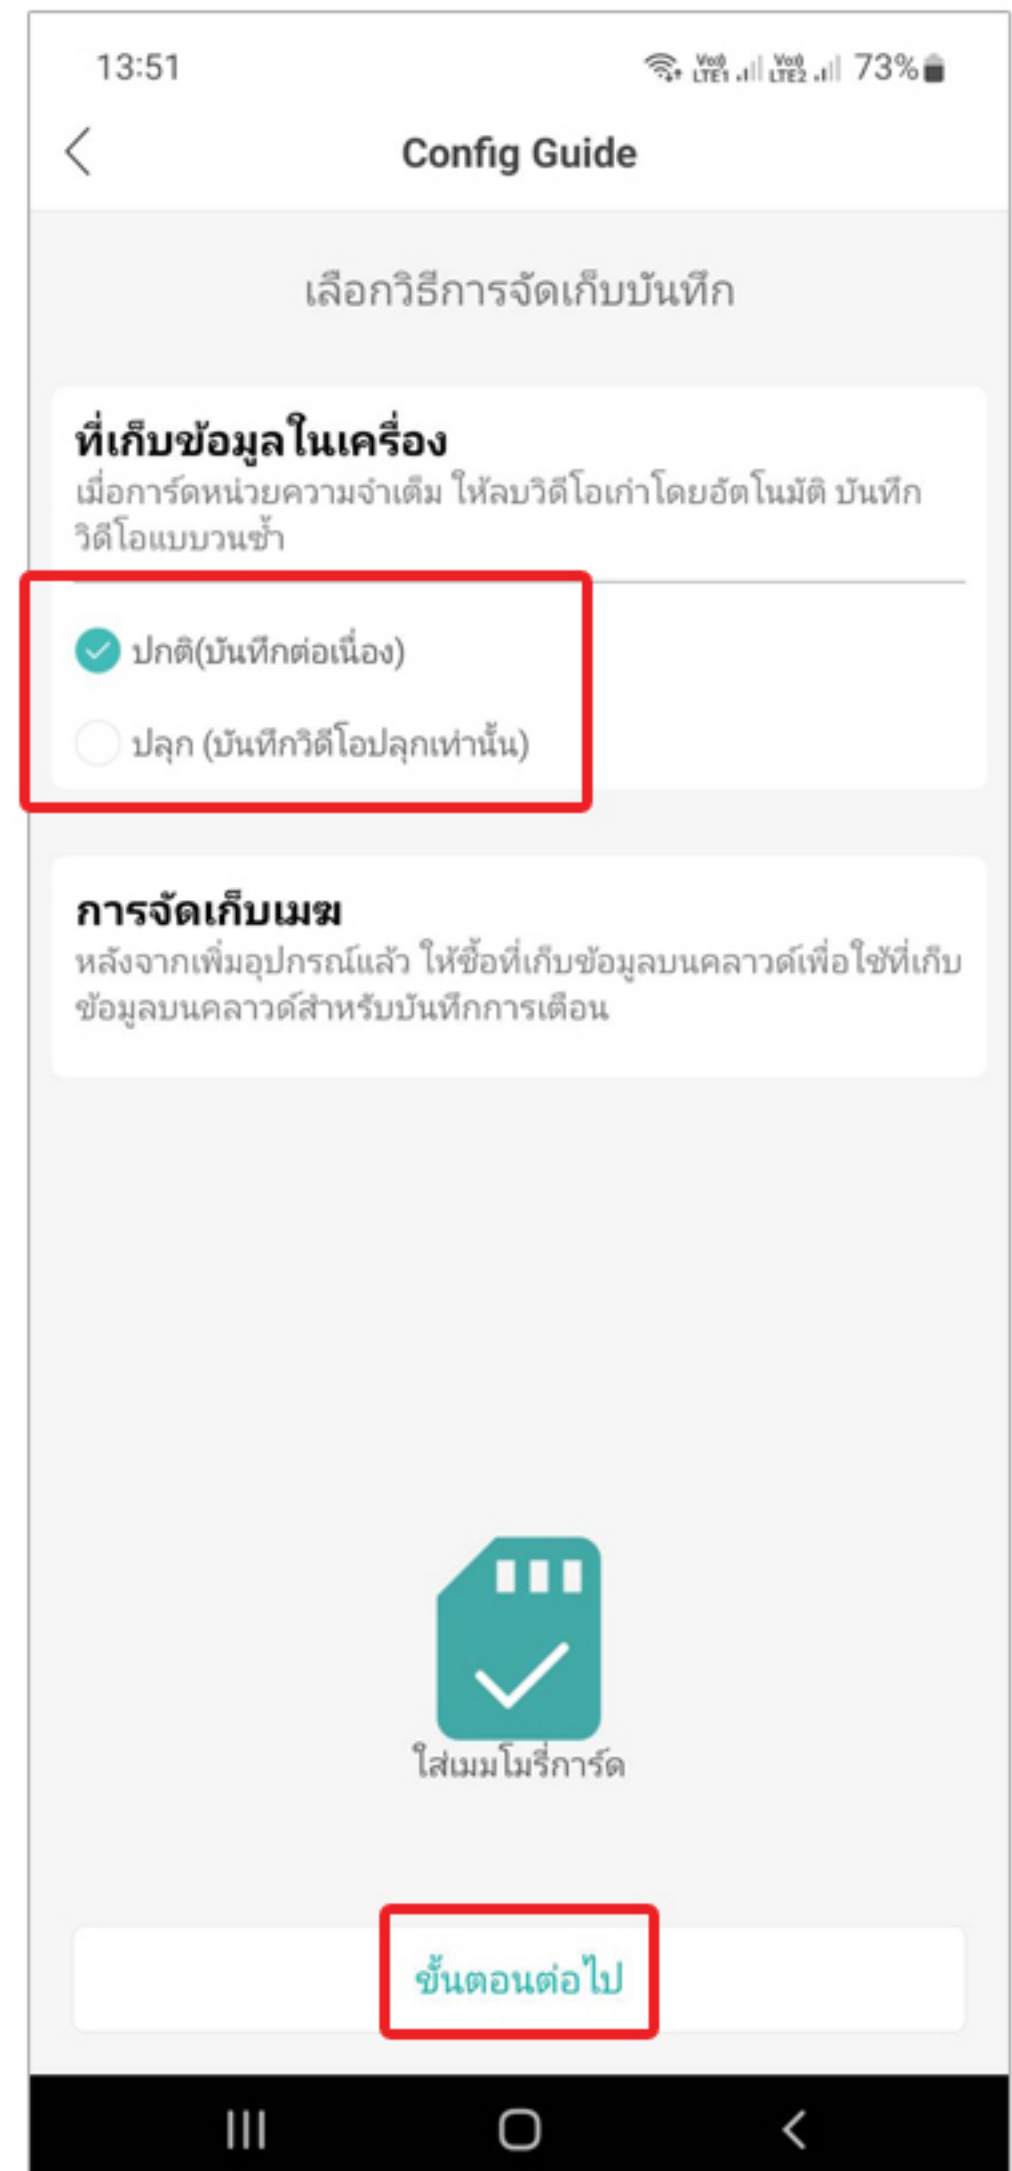 13:51
Vo)) LTE1 Vo)) LTE2 73%
Config Guide
เลือกวิธีการจัดเก็บบันทึก
ที่เก็บข้อมูลในเครื่อง
เมื่อการ์ดหน่วยความจำเต็ม ให้ลบวิดีโอเก่าโดยอัตโนมัติ บันทึก
วิดีโอแบบวนซ้ำ
ปกติ(บันทึกต่อเนื่อง)
ปลุก (บันทึกวิดีโอปลุกเท่านั้น)
การจัดเก็บเมฆ
หลังจากเพิ่มอุปกรณ์แล้ว ให้ซื้อที่เก็บข้อมูลบนคลาวด์เพื่อใช้ที่เก็บ
ข้อมูลบนคลาวด์สำหรับบันทึกการเตือน
ใส่เมมโมรี่การ์ด
ขั้นตอนต่อไป